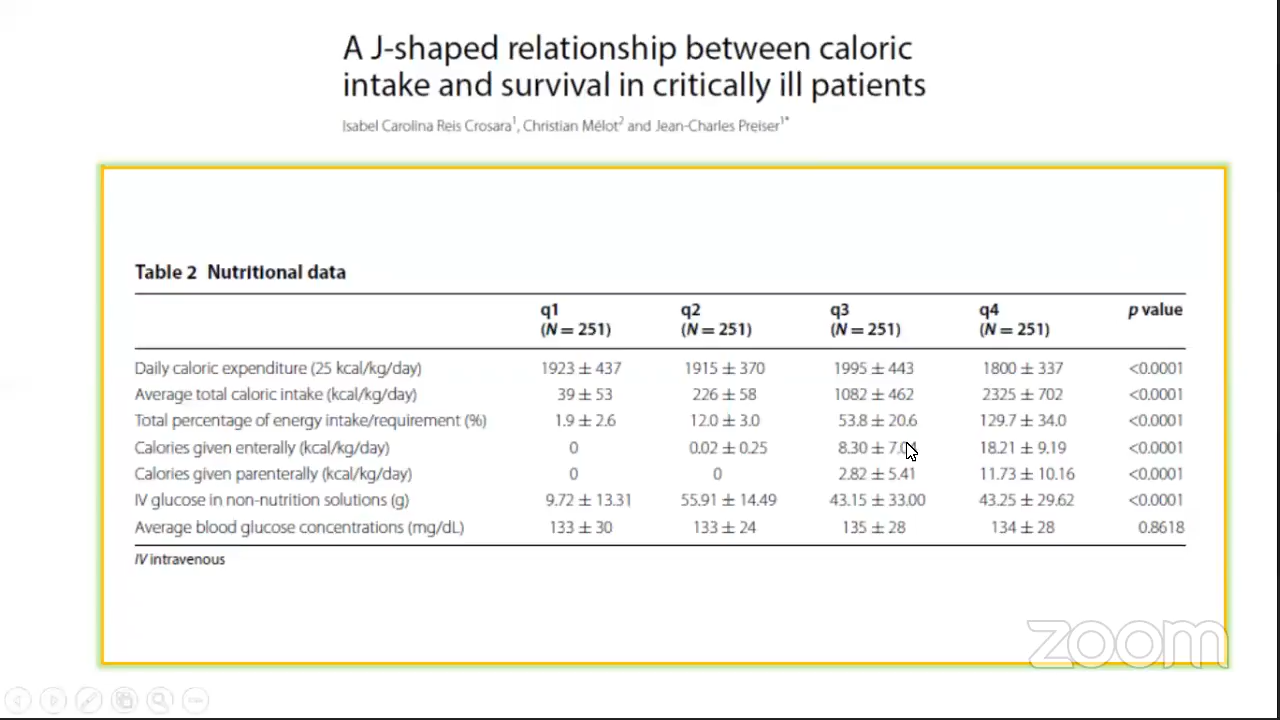 A J-shaped relationship between caloric
intake and survival in critically ill patients
Isabel Carolina Reis Crosara1, Christian Mélot2 and Jean-Charles Preiser1*
Table 2 Nutritional data
q1 q2 q3 q4 p value
(N = 251) (N = 251) (N = 251) (N = 251)
Daily caloric expenditure (25 kcal/kg/day) 1923 ± 437 1915 ± 370 1995 ± 443 1800 ± 337 <0.0001
Average total caloric intake (kcal/kg/day) 39 ± 53 226 ± 58 1082 ± 462 2325 ± 702 <0.0001
Total percentage of energy intake/requirement (%) 1.9 ± 2.6 12.0 ± 3.0 53.8 ± 20.6 129.7 ± 34.0 <0.0001
Calories given enterally (kcal/kg/day) 0 0.02 ± 0.25 8.30 ± 18.21 ± 9.19 <0.0001
Calories given parenterally (kcal/kg/day) 0 0 2.82 ± 5.41 11.73 ± 10.16 <0.0001
IV glucose in non-nutrition solutions (g) 9.72 ± 13.31 55.91 ± 14.49 43.15 ± 33.00 43.25 ± 29.62 <0.0001
Average blood glucose concentrations (mg/dL) 133 ± 30 133 ± 24 135 ± 28 134 ± 28 0.8618
IV intravenous
zoom